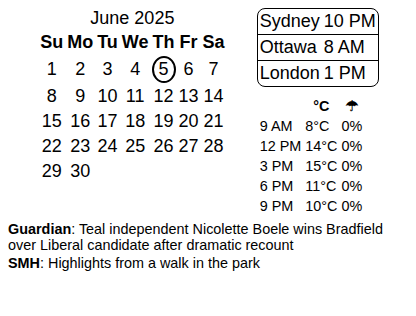 June 2025
Su Mo Tu We Th Fr Sa
1 2 3 4 5 6 7
8 9 10 11 12 13 14
15 16 17 18 19 20 21
22 23 24 25 26 27 28
29 30
Sydney 10 PM
Ottawa 8 AM
London 1 PM
°C ☂
9 AM 8°C 0%
12 PM 14°C 0%
3 PM 15°C 0%
6 PM 11°C 0%
9 PM 10°C 0%
Guardian: Teal independent Nicolette Boele wins Bradfield
over Liberal candidate after dramatic recount
SMH: Highlights from a walk in the park